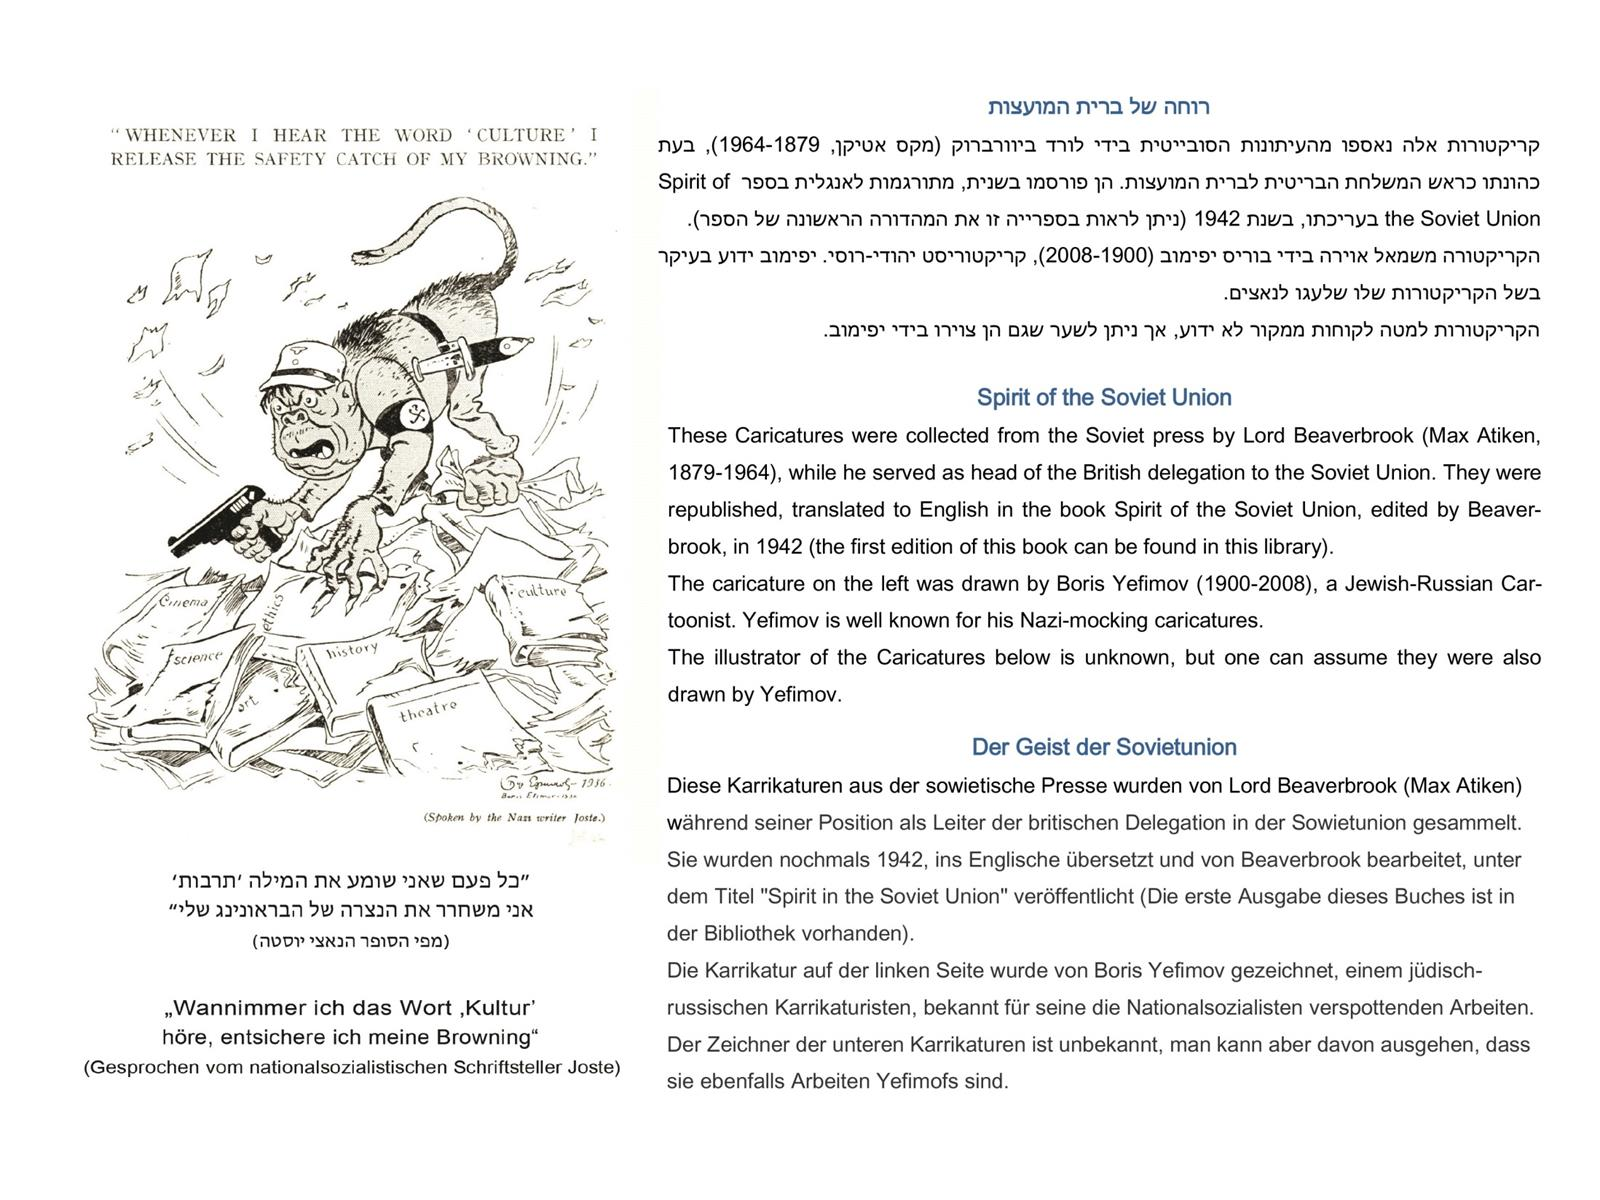 “ WHENEVER I HEAR THE WORD ‘ CULTURE ’ I
RELEASE THE SAFETY CATCH OF MY BROWNING.”
Cinema
ethics
culture
science
history
art
theatre
1936
(Spoken by the Nazi writer Joste.)
״כל פעם שאני שומע את המילה ׳תרבות׳
אני משחרר את הנצרה של הבראונינג שלי״
(מפי הסופר הנאצי יוסטה)
„Wannimmer ich das Wort ‚Kultur’
höre, entsichere ich meine Browning“
(Gesprochen vom nationalsozialistischen Schriftsteller Joste)
רוחה של ברית המועצות
קריקטורות אלה נאספו מהעיתונות הסובייטית בידי לורד ביוורברוק (מקס אטיקן, 1964-1879), בעת
כהונתו כראש המשלחת הבריטית לברית המועצות. הן פורסמו בשנית, מתורגמות לאנגלית בספר Spirit of
the Soviet Union בעריכתו, בשנת 1942 (ניתן לראות בספרייה זו את המהדורה הראשונה של הספר).
הקריקטורה משמאל אוירה בידי בוריס יפימוב (2008-1900), קריקטוריסט יהודי-רוסי. יפימוב ידוע בעיקר
בשל הקריקטורות שלו שלעגו לנאצים.
הקריקטורות למטה לקוחות ממקור לא ידוע, אך ניתן לשער שגם הן צוירו בידי יפימוב.
Spirit of the Soviet Union
These Caricatures were collected from the Soviet press by Lord Beaverbrook (Max Atiken,
1879-1964), while he served as head of the British delegation to the Soviet Union. They were
republished, translated to English in the book Spirit of the Soviet Union, edited by Beaver-
brook, in 1942 (the first edition of this book can be found in this library).
The caricature on the left was drawn by Boris Yefimov (1900-2008), a Jewish-Russian Car-
toonist. Yefimov is well known for his Nazi-mocking caricatures.
The illustrator of the Caricatures below is unknown, but one can assume they were also
drawn by Yefimov.
Der Geist der Sovietunion
Diese Karrikaturen aus der sowietische Presse wurden von Lord Beaverbrook (Max Atiken)
während seiner Position als Leiter der britischen Delegation in der Sowietunion gesammelt.
Sie wurden nochmals 1942, ins Englische übersetzt und von Beaverbrook bearbeitet, unter
dem Titel "Spirit in the Soviet Union" veröffentlicht (Die erste Ausgabe dieses Buches ist in
der Bibliothek vorhanden).
Die Karrikatur auf der linken Seite wurde von Boris Yefimov gezeichnet, einem jüdisch-
russischen Karrikaturisten, bekannt für seine die Nationalsozialisten verspottenden Arbeiten.
Der Zeichner der unteren Karrikaturen ist unbekannt, man kann aber davon ausgehen, dass
sie ebenfalls Arbeiten Yefimofs sind.